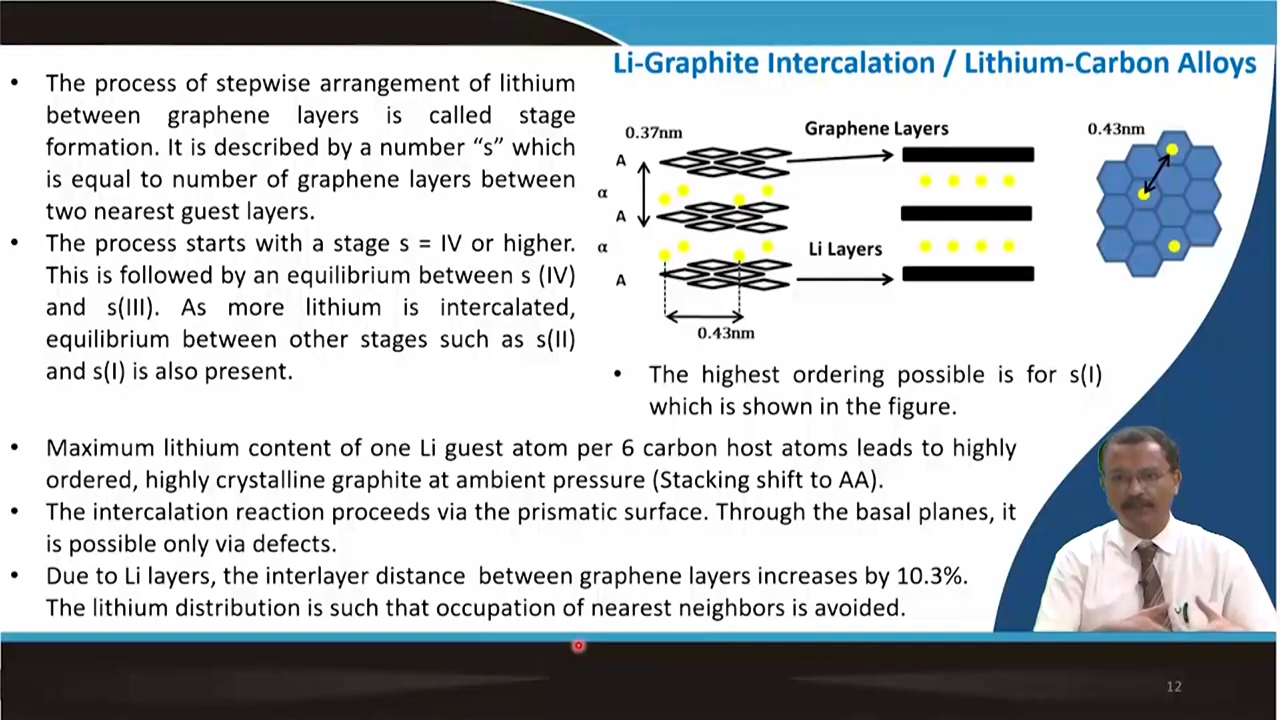 Li-Graphite Intercalation / Lithium-Carbon Alloys
• The process of stepwise arrangement of lithium
between graphene layers is called stage
formation. It is described by a number “s” which
is equal to number of graphene layers between
two nearest guest layers.
• The process starts with a stage s = IV or higher.
This is followed by an equilibrium between s (IV)
and s(III). As more lithium is intercalated,
equilibrium between other stages such as s(II)
and s(I) is also present.
0.37nm
Graphene Layers
0.43nm
A
α
A
α
Li Layers
A
0.43nm
• The highest ordering possible is for s(I)
which is shown in the figure.
• Maximum lithium content of one Li guest atom per 6 carbon host atoms leads to highly
ordered, highly crystalline graphite at ambient pressure (Stacking shift to AA).
• The intercalation reaction proceeds via the prismatic surface. Through the basal planes, it
is possible only via defects.
• Due to Li layers, the interlayer distance between graphene layers increases by 10.3%.
The lithium distribution is such that occupation of nearest neighbors is avoided.
12